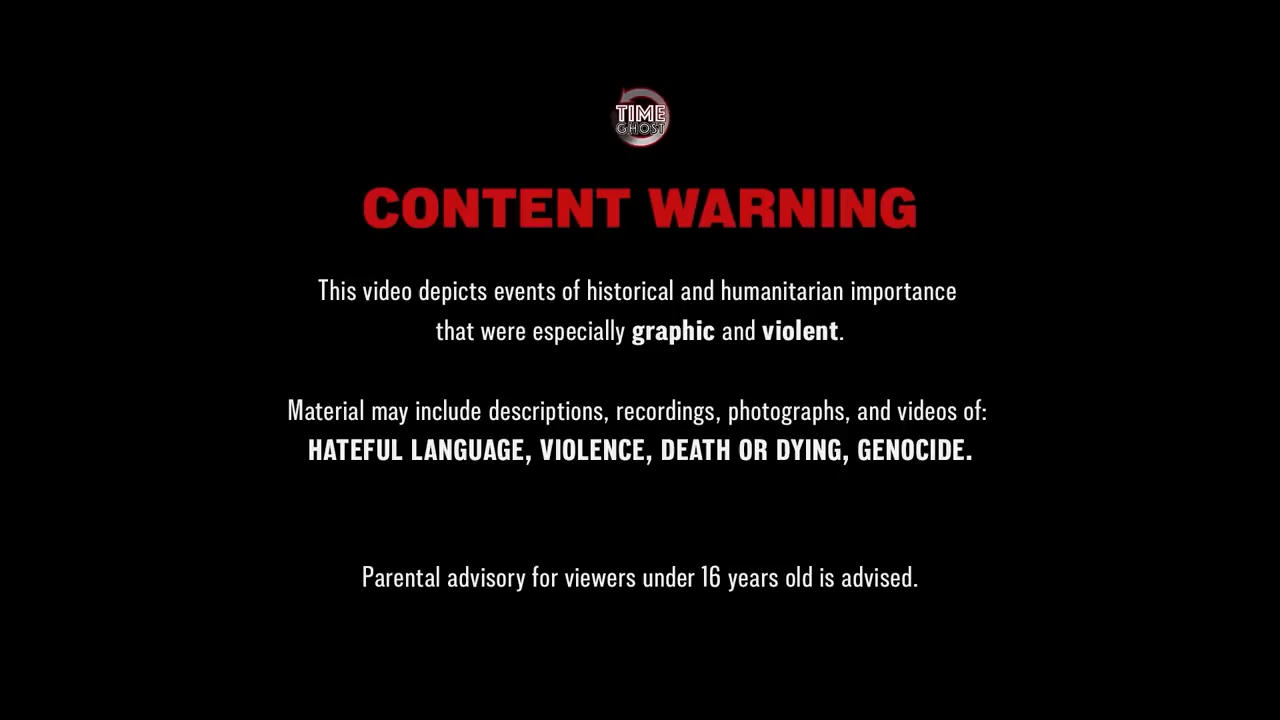 TIME
GHOST
CONTENT WARNING
This video depicts events of historical and humanitarian importance
that were especially graphic and violent.
Material may include descriptions, recordings, photographs, and videos of:
HATEFUL LANGUAGE, VIOLENCE, DEATH OR DYING, GENOCIDE.
Parental advisory for viewers under 16 years old is advised.